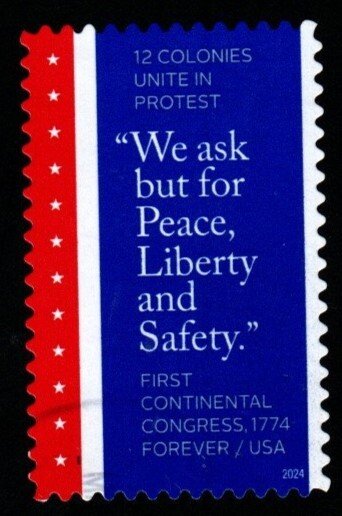 12 COLONIES
UNITE IN
PROTEST
“We ask
but for
Peace,
Liberty
and
Safety.”
FIRST
CONTINENTAL
CONGRESS, 1774
FOREVER / USA
2024